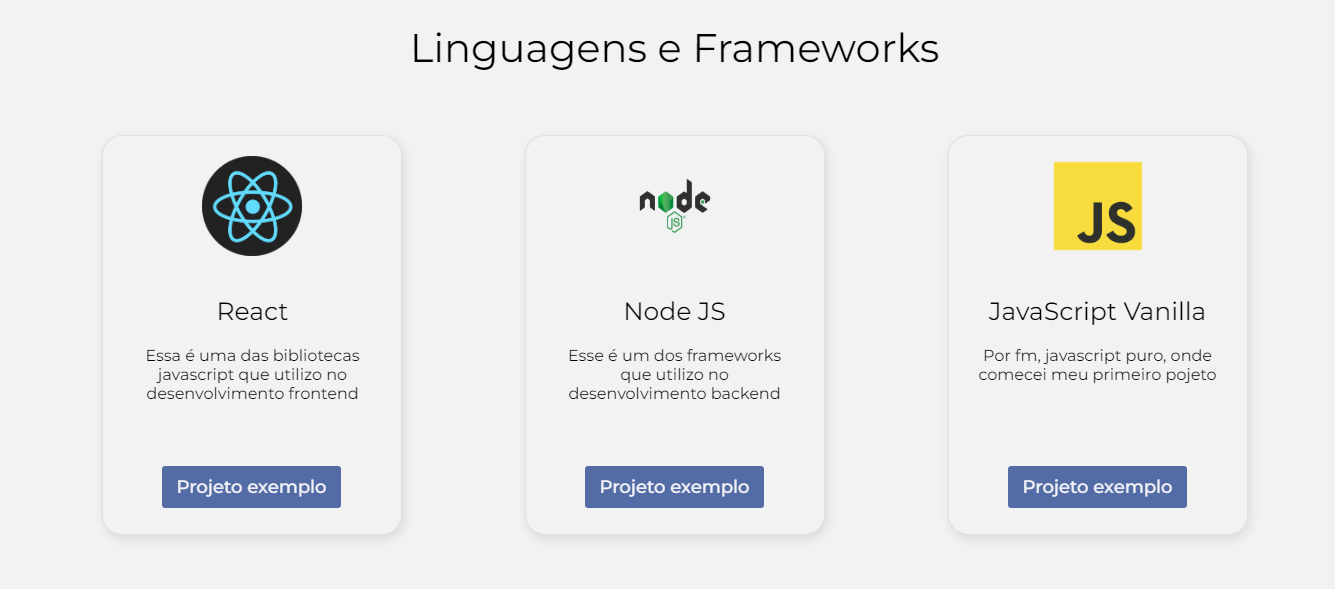 Linguagens e Frameworks
node
JS
JS
React
Node JS
JavaScript Vanilla
Essa é uma das bibliotecas
javascript que utilizo no
desenvolvimento frontend
Esse é um dos frameworks
que utilizo no
desenvolvimento backend
Por fm, javascript puro, onde
comecei meu primeiro pojeto
Projeto exemplo
Projeto exemplo
Projeto exemplo